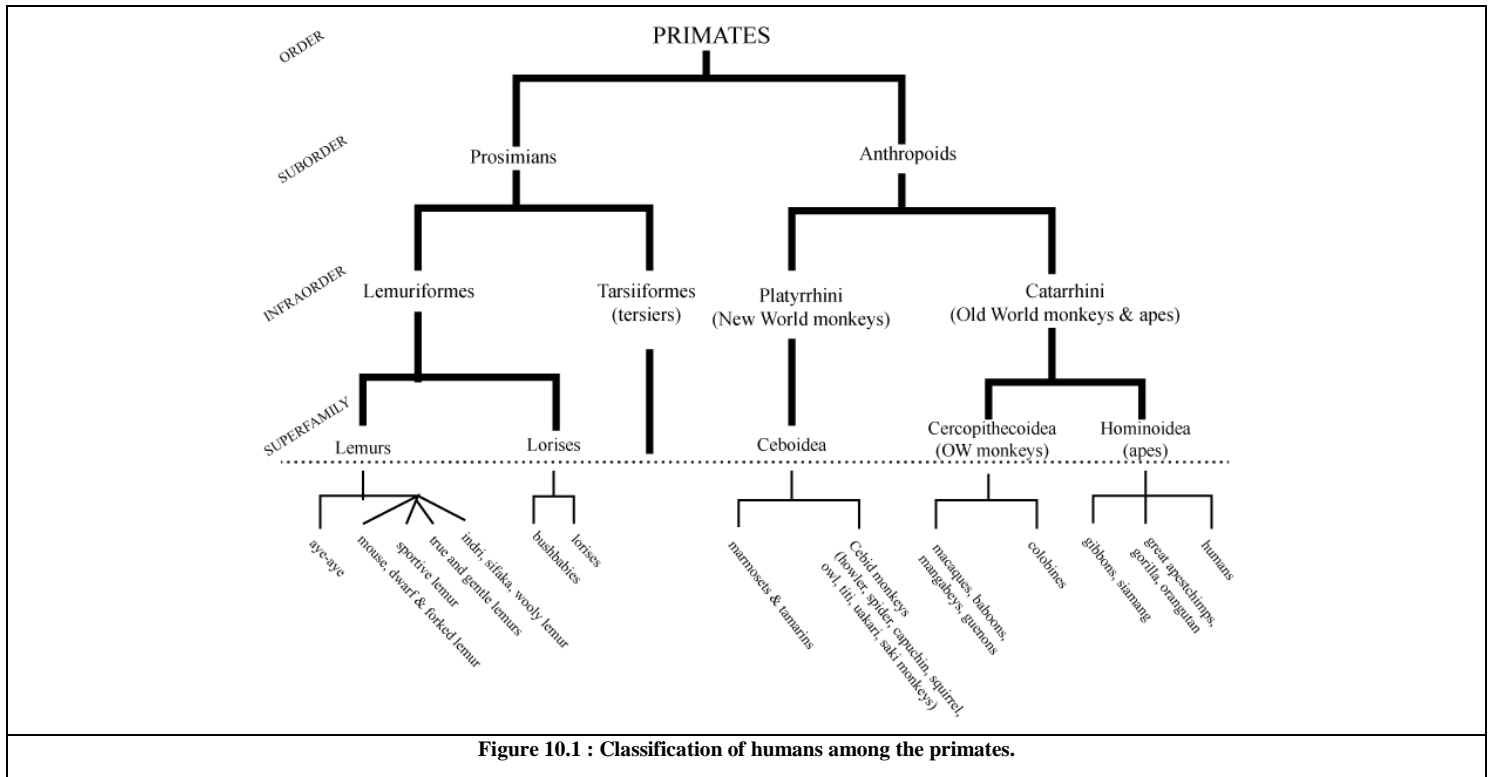 ORDER
PRIMATES
SUBORDER
Prosimians
Anthropoids
INFRAORDER
Lemuriformes
Tarsiiformes
(tersiers)
Platyrrhini
(New World monkeys)
Catarrhini
(Old World monkeys & apes)
SUPERFAMILY
Lemurs
Lorises
Ceboidea
Cercopithecoidea
(OW monkeys)
Hominoidea
(apes)
aye-aye
mouse, dwarf & forked lemur
sportive lemur
true and gentle lemurs
indri, sifaka, wooly lemur
bushbabies
lorises
marmosets & tamarins
Cebid monkeys
(howler, spider, capuchin, squirrel,
owl, titi, uakari, saki monkeys)
macaques, baboons,
mangabeys, guenons
colobines
gibbons, siamang
great apestchimps,
gorilla, orangutan
humans
Figure 10.1 : Classification of humans among the primates.